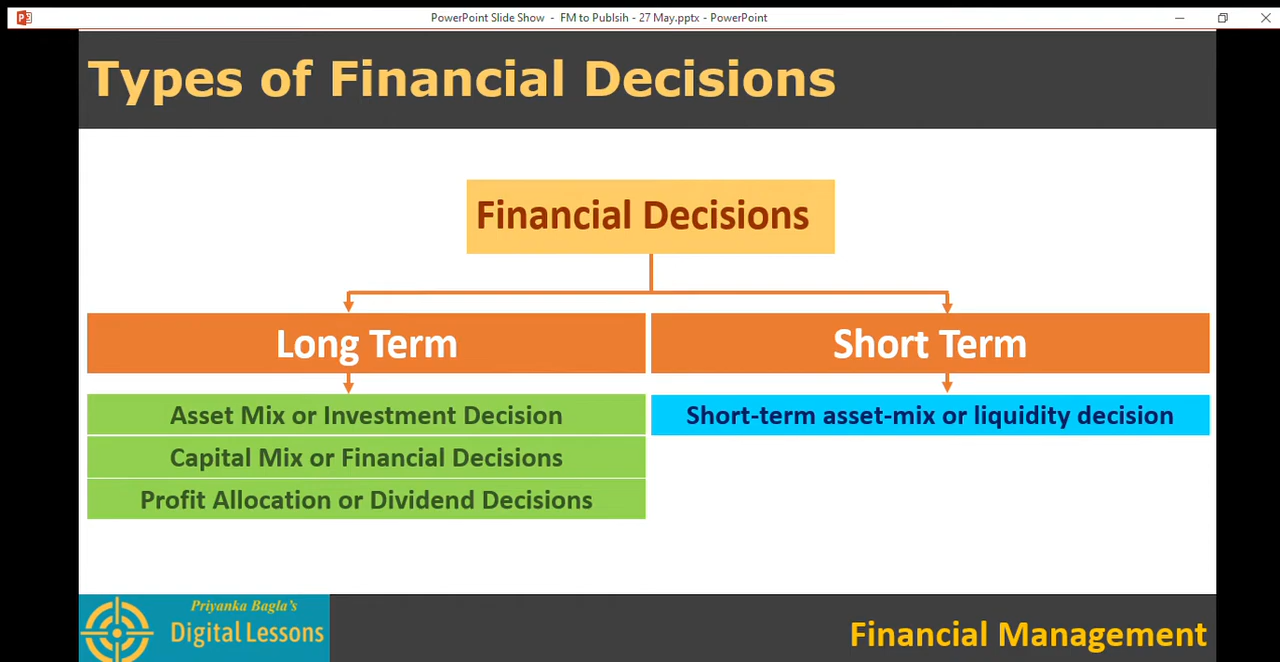 PowerPoint Slide Show - FM to Publsih - 27 May.pptx - PowerPoint
Types of Financial Decisions
Financial Decisions
Long Term
Short Term
Asset Mix or Investment Decision
Short-term asset-mix or liquidity decision
Capital Mix or Financial Decisions
Profit Allocation or Dividend Decisions
Priyanka Bagla's
Digital Lessons
Financial Management